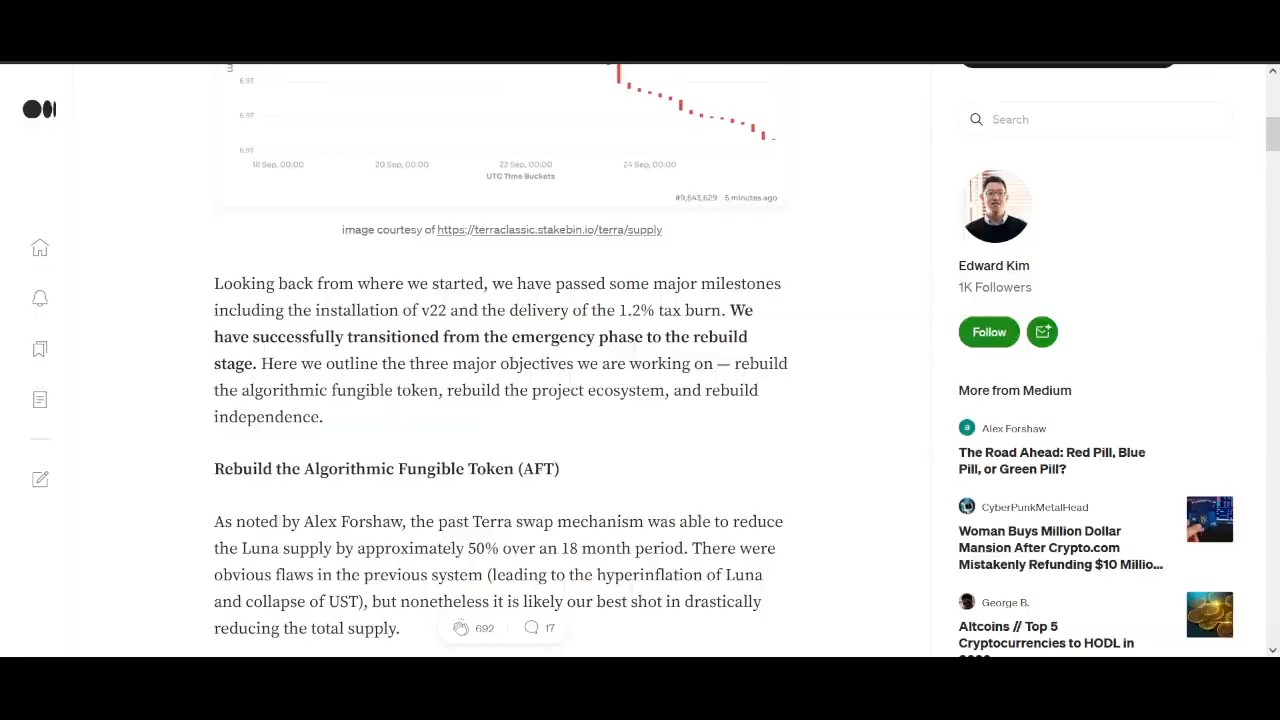 6.9T
6.9T
6.9T
18 Sep, 00:00 20 Sep, 00:00 22 Sep, 00:00 24 Sep, 00:00
UTC Time Buckets
#9,643,629 5 minutes ago
image courtesy of https://terraclassic.stakebin.io/terra/supply
Looking back from where we started, we have passed some major milestones
including the installation of v22 and the delivery of the 1.2% tax burn. We
have successfully transitioned from the emergency phase to the rebuild
stage. Here we outline the three major objectives we are working on — rebuild
the algorithmic fungible token, rebuild the project ecosystem, and rebuild
independence.
Rebuild the Algorithmic Fungible Token (AFT)
As noted by Alex Forshaw, the past Terra swap mechanism was able to reduce
the Luna supply by approximately 50% over an 18 month period. There were
obvious flaws in the previous system (leading to the hyperinflation of Luna
and collapse of UST), but nonetheless it is likely our best shot in drastically
reducing the total supply.
692 17
Search
Edward Kim
1K Followers
Follow
More from Medium
a Alex Forshaw
The Road Ahead: Red Pill, Blue
Pill, or Green Pill?
CyberPunkMetalHead
Woman Buys Million Dollar
Mansion After Crypto.com
Mistakenly Refunding $10 Millio...
George B.
Altcoins // Top 5
Cryptocurrencies to HODL in